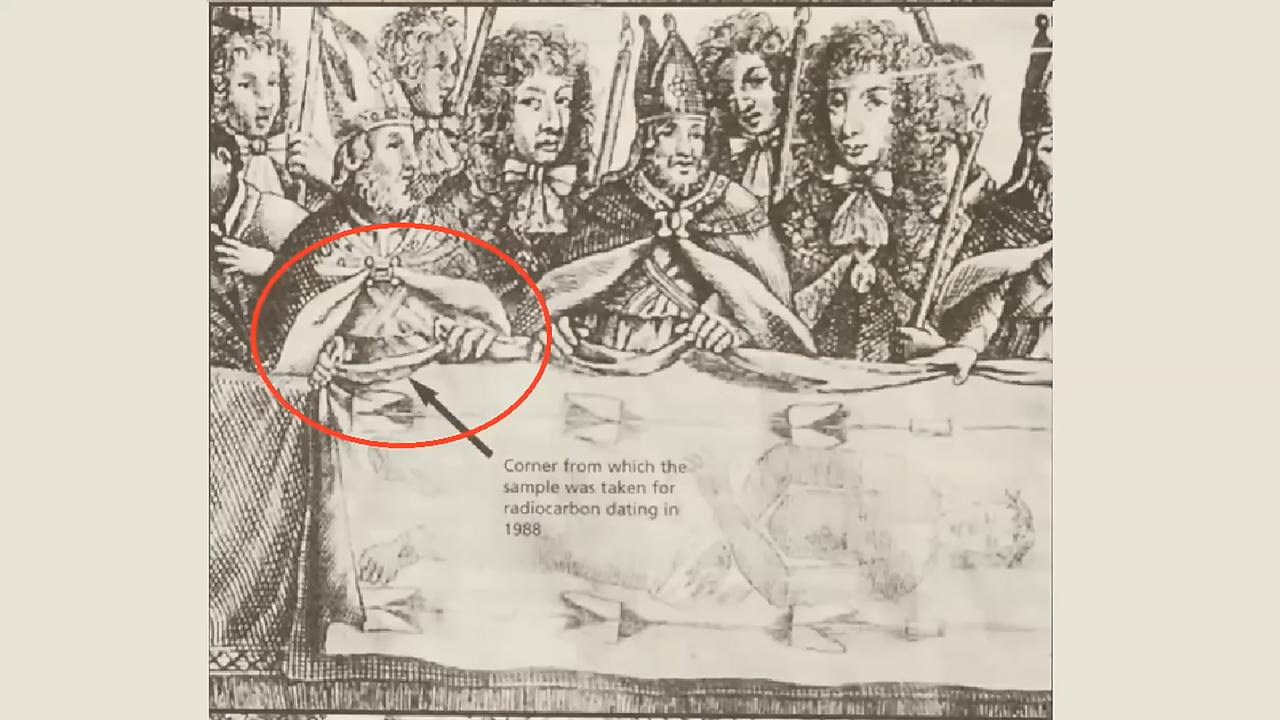 Corner from which the
sample was taken for
radiocarbon dating in
1988